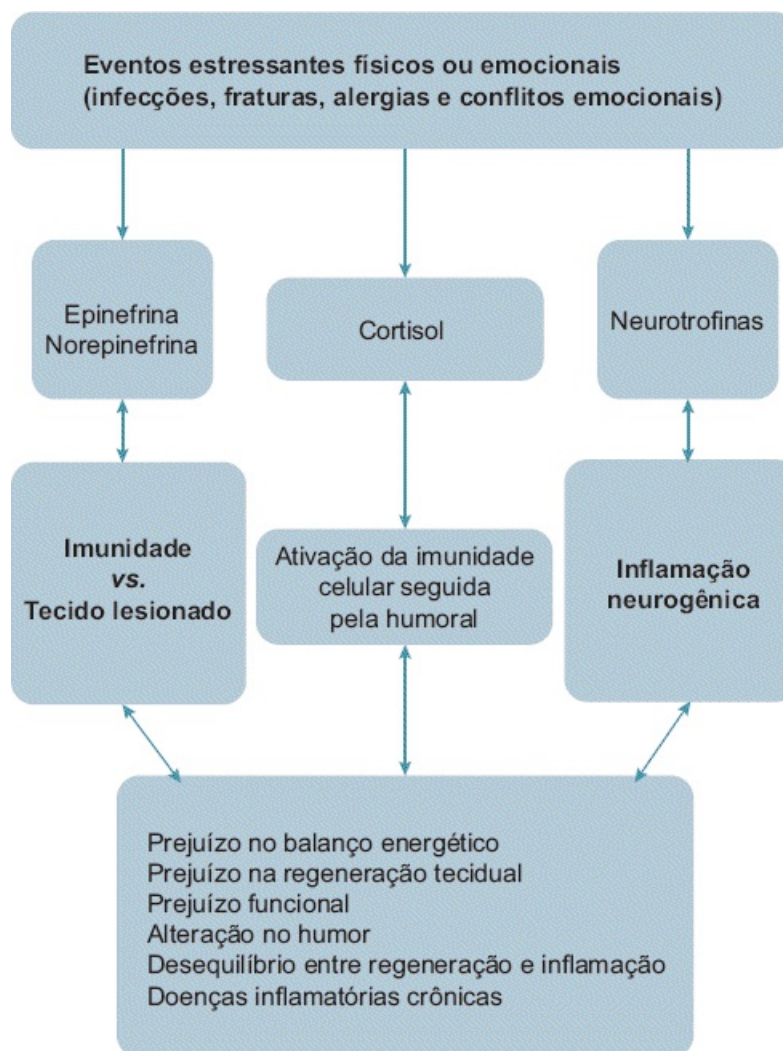 Eventos estressantes físicos ou emocionais
(infecções, fraturas, alergias e conflitos emocionais)
Epinefrina
Norepinefrina
Cortisol
Neurotrofinas
Imunidade
vs.
Tecido lesionado
Ativação da imunidade
celular seguida
pela humoral
Inflamação
neurogênica
Prejuízo no balanço energético
Prejuízo na regeneração tecidual
Prejuízo funcional
Alteração no humor
Desequilíbrio entre regeneração e inflamação
Doenças inflamatórias crônicas